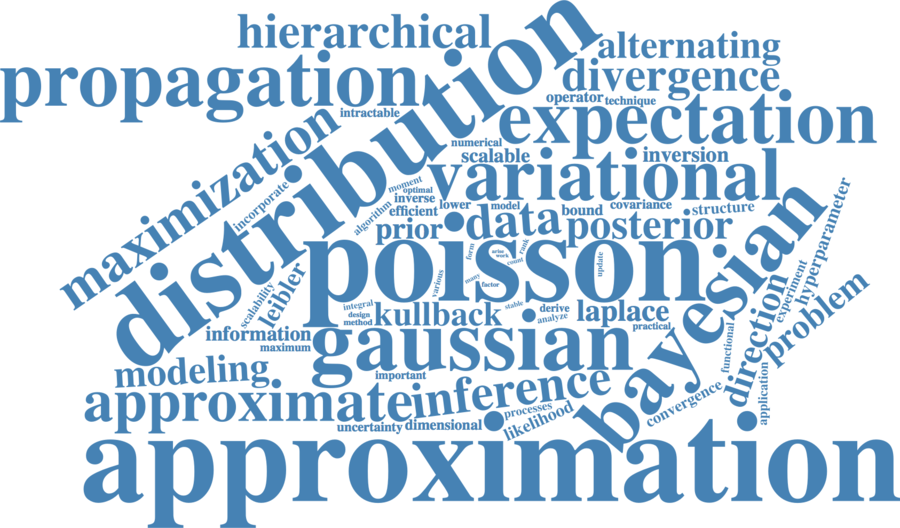 hierarchical
alternating
propagation
distribution
divergence
operator
technique
intractable
expectation
maximization
numerical
scalable
inversion
variational
incorporate
moment
optimal
inverse
algorithm
efficient
lower
model
covariance
bound
structure
prior
data
posterior
bayesian
hyperparameter
poisson
form
arise
work
rank
count
update
various
many
factor
scalability
leibler
integral
design
method
kullback
stable
derive
analyze
laplace
practical
experiment
direction
problem
information
maximum
gaussian
functional
modeling
important
approximate
inference
convergence
application
processes
likelihood
uncertainty
dimensional
approximation